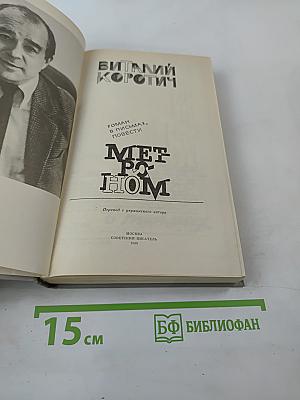 ВИТАЛИЙ
КОРОТИЧ
РОМАН
В ПИСЬМАХ,
ПОВЕСТИ
МЕТ-
РО-
НОМ
Перевод с украинского автора
МОСКВА
СОВЕТСКИЙ ПИСАТЕЛЬ
15 см
БФ БИБЛИОФАН